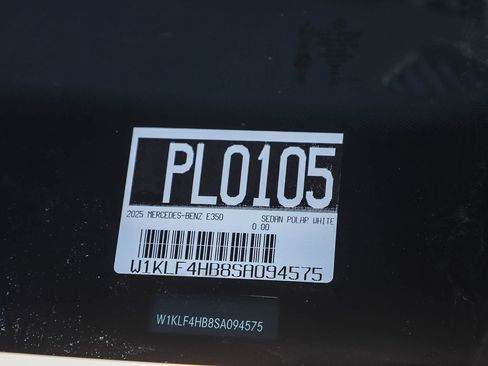 PL0105
2025 MERCEDES-BENZ E350 SEDAN POLAR WHITE
0.00
W1KLF4HB8SA094575
W1KLF4HB8SA094575